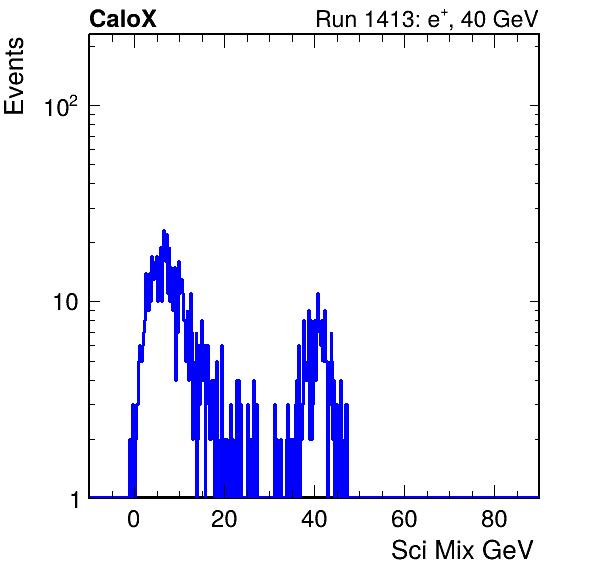 CaloX Run 1413: e⁺, 40 GeV
Events
10²
10
1
0 20 40 60 80
Sci Mix GeV